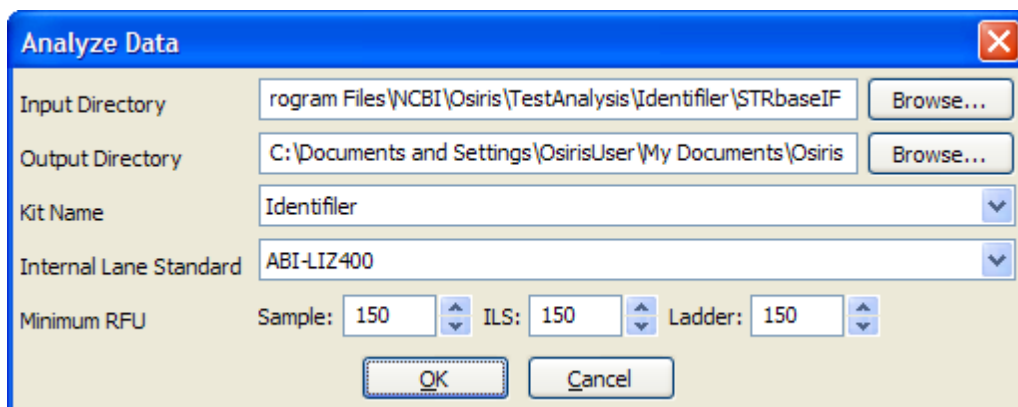 Analyze Data
Input Directory rogram Files\NCBI\Osiris\TestAnalysis\Identifiler\STRbaseIF Browse...
Output Directory C:\Documents and Settings\OsirisUser\My Documents\Osiris Browse...
Kit Name Identifiler
Internal Lane Standard ABI-LIZ400
Minimum RFU Sample: 150 ILS: 150 Ladder: 150
OK Cancel